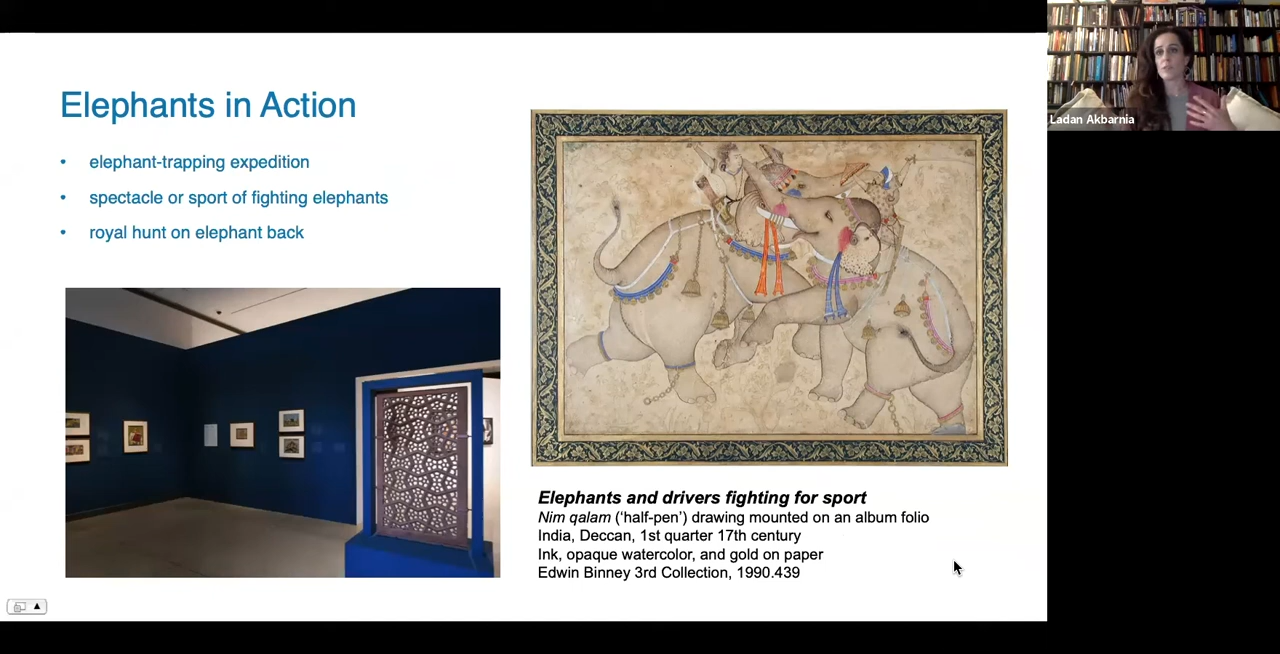 Elephants in Action
• elephant-trapping expedition
• spectacle or sport of fighting elephants
• royal hunt on elephant back
Elephants and drivers fighting for sport
Nim qalam (‘half-pen’) drawing mounted on an album folio
India, Deccan, 1st quarter 17th century
Ink, opaque watercolor, and gold on paper
Edwin Binney 3rd Collection, 1990.439
Ladan Akbarnia